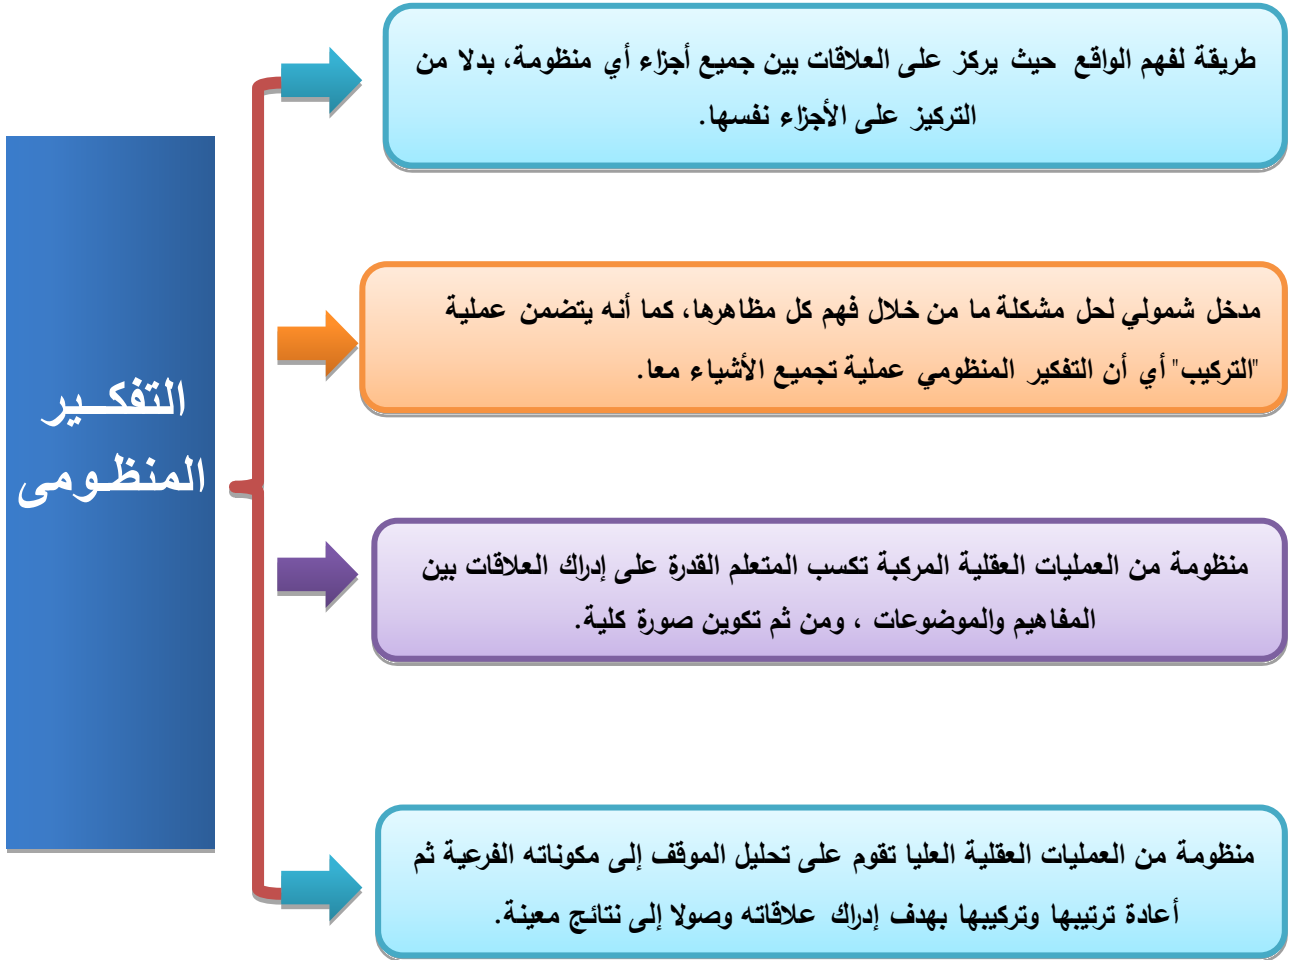 التفكير
المنظومى
طريقة لفهم الواقع حيث يركز على العلاقات بين جميع أجزاء أي منظومة، بدلا من
التركيز على الأجزاء نفسها.
مدخل شمولي لحل مشكلة ما من خلال فهم كل مظاهرها، كما أنه يتضمن عملية
"التركيب" أي أن التفكير المنظومي عملية تجميع الأشياء معا.
منظومة من العمليات العقلية المركبة تكسب المتعلم القدرة على إدراك العلاقات بين
المفاهيم والموضوعات ، ومن ثم تكوين صورة كلية.
منظومة من العمليات العقلية العليا تقوم على تحليل الموقف إلى مكوناته الفرعية ثم
أعادة ترتيبها وتركيبها بهدف إدراك علاقاته وصولا إلى نتائج معينة.